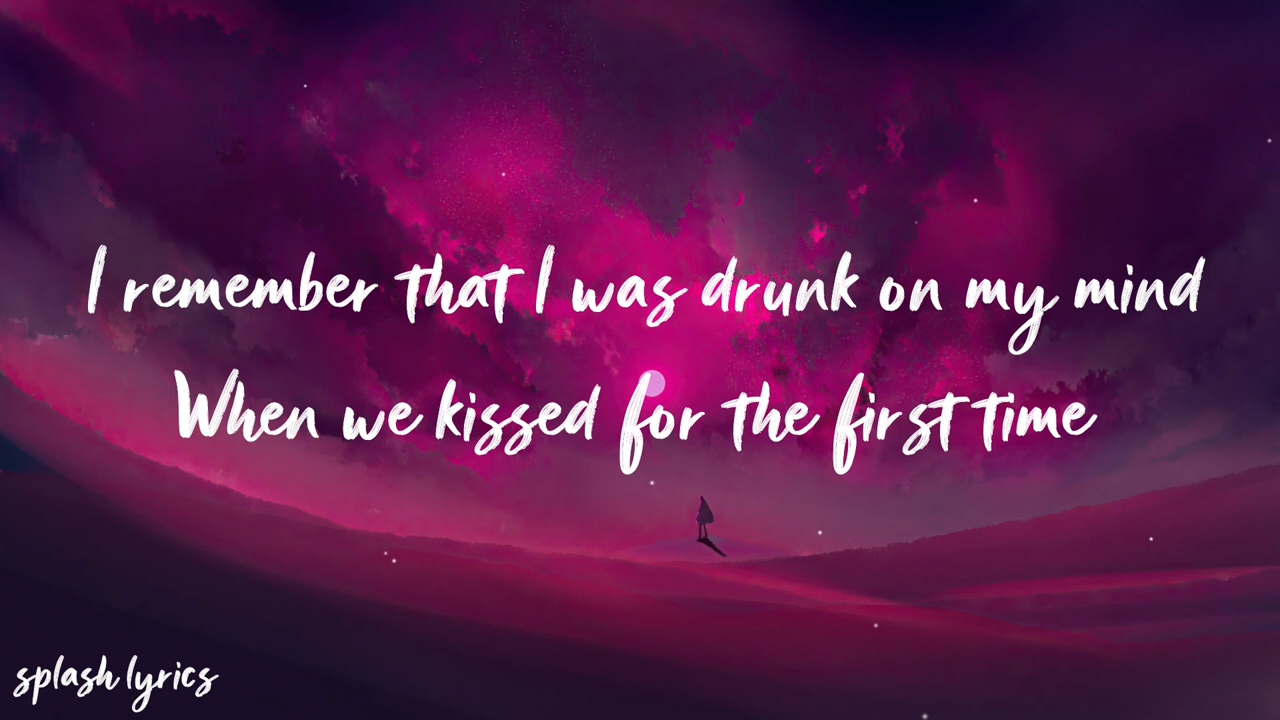 I remember that I was drunk on my mind
When we kissed for the first time
splash lyrics